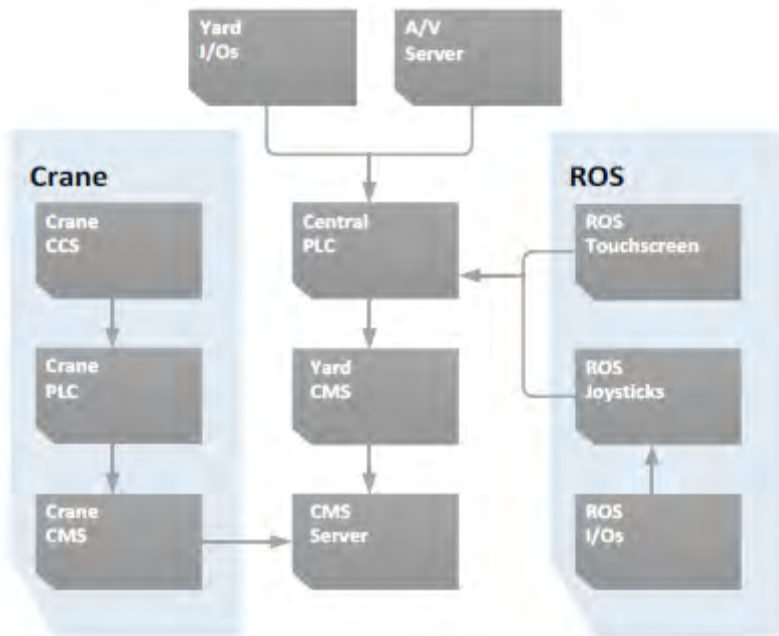 Yard
I/Os
A/V
Server
Crane
ROS
Crane
CCS
Central
PLC
ROS
Touchscreen
Crane
PLC
Yard
CMS
ROS
Joysticks
Crane
CMS
CMS
Server
ROS
I/Os